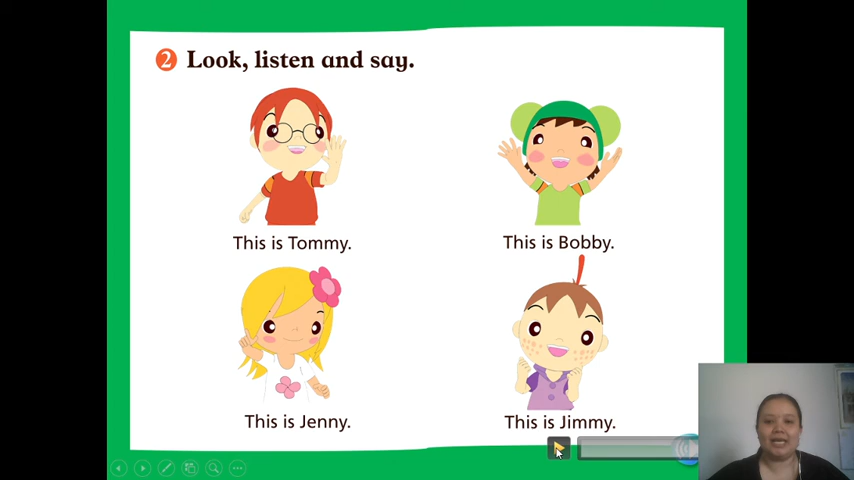 2 Look, listen and say.
This is Tommy.
This is Bobby.
This is Jenny.
This is Jimmy.